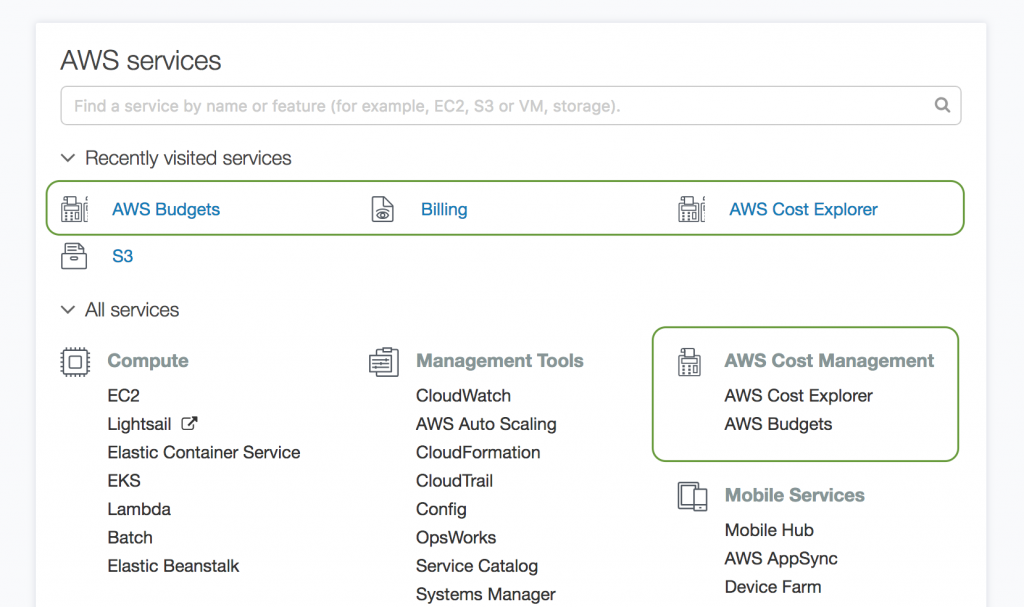 AWS services
Find a service by name or feature (for example, EC2, S3 or VM, storage).
Recently visited services
AWS Budgets
Billing
AWS Cost Explorer
S3
All services
Compute
EC2
Lightsail
Elastic Container Service
EKS
Lambda
Batch
Elastic Beanstalk
Management Tools
CloudWatch
AWS Auto Scaling
CloudFormation
CloudTrail
Config
OpsWorks
Service Catalog
Systems Manager
AWS Cost Management
AWS Cost Explorer
AWS Budgets
Mobile Services
Mobile Hub
AWS AppSync
Device Farm